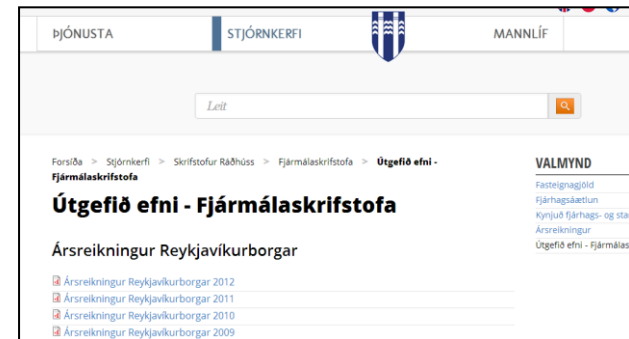 ÞJÓNUSTA
STJÓRNKERFI
MANNLÍF
Leit
Forsíða > Stjórnkerfi > Skrifstofur Ráðhúss > Fjármálaskrifstofa > Útgefið efni -
Fjármálaskrifstofa
Útgefið efni - Fjármálaskrifstofa
Ársreikningur Reykjavíkurborgar
Ársreikningur Reykjavíkurborgar 2012
Ársreikningur Reykjavíkurborgar 2011
Ársreikningur Reykjavíkurborgar 2010
Ársreikningur Reykjavíkurborgar 2009
VALMYND
Fasteignagjöld
Fjárhagsáætlun
Kynjuð fjárhags- og sta
Ársreikningur
Útgefið efni - Fjármálas